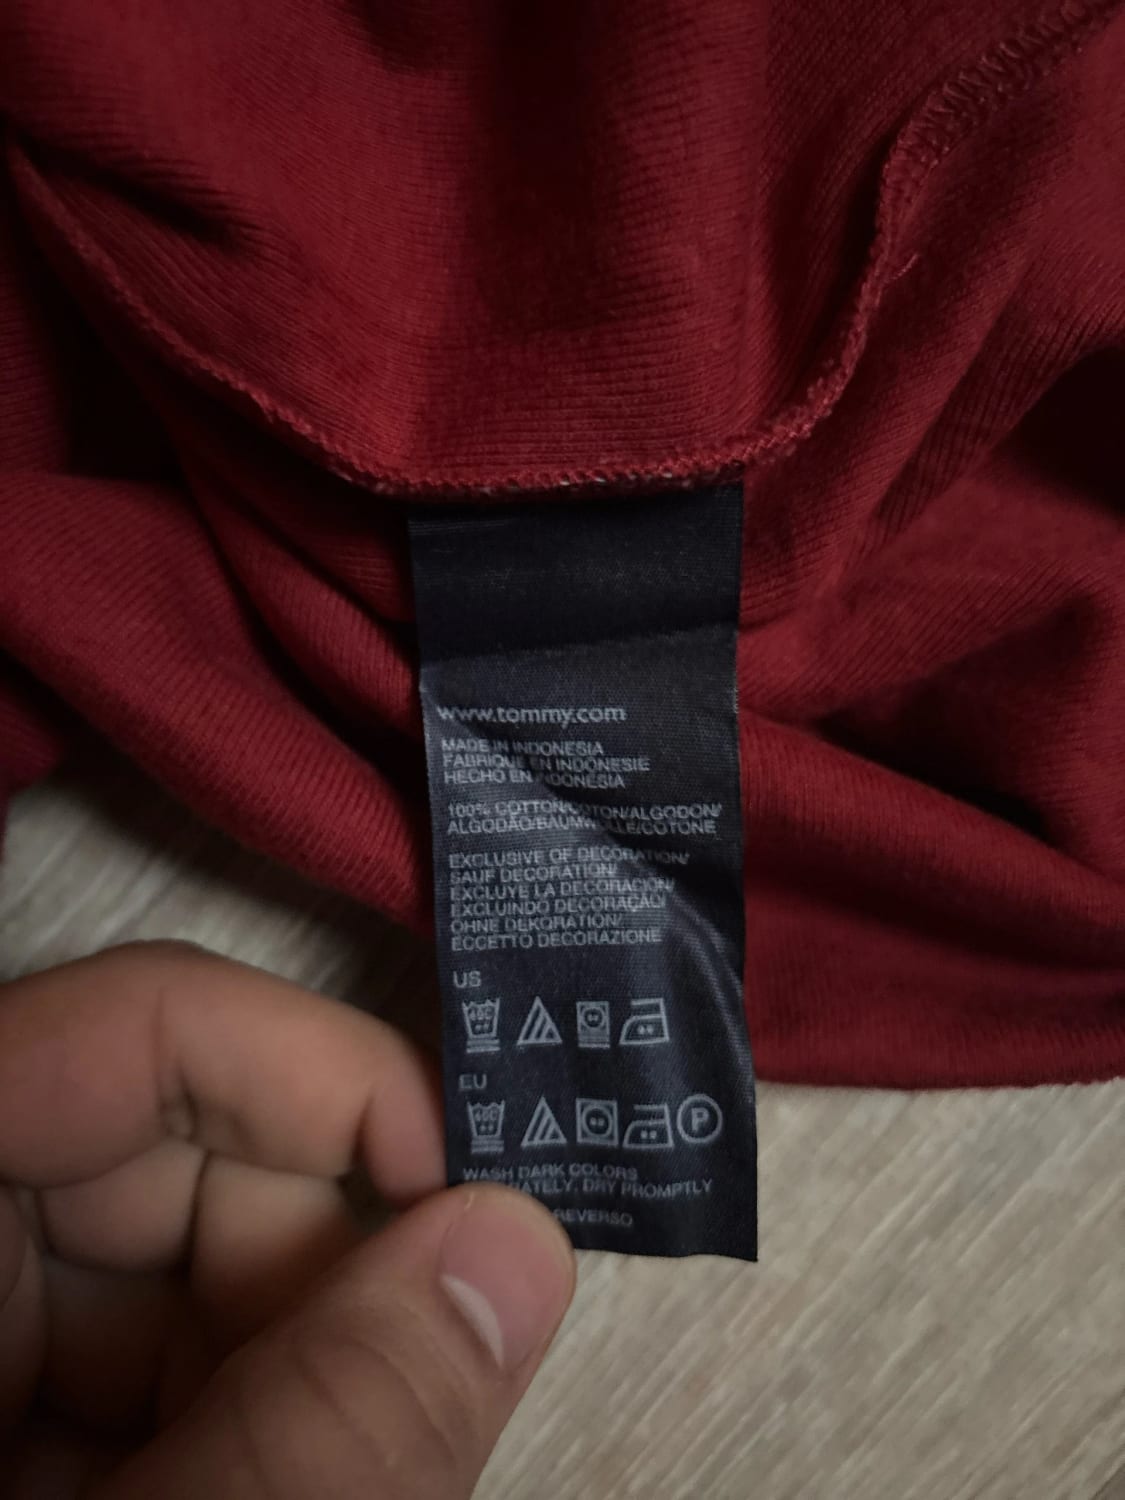 www.tommy.com
MADE IN INDONESIA
FABRIQUE EN INDONESIE
HECHO EN INDONESIA
100% COTTON/COTON/ALGODON/
ALGODÃO/BAUMWOLLE/COTONE
EXCLUSIVE OF DECORATION/
SAUF DECORATION/
EXCLUYE LA DECORACION/
EXCLUINDO DECORAÇÃO/
OHNE DEKORATION/
ECCETTO DECORAZIONE
US
EU
P
WASH DARK COLORS
DRY PROMPTLY
REVERSO